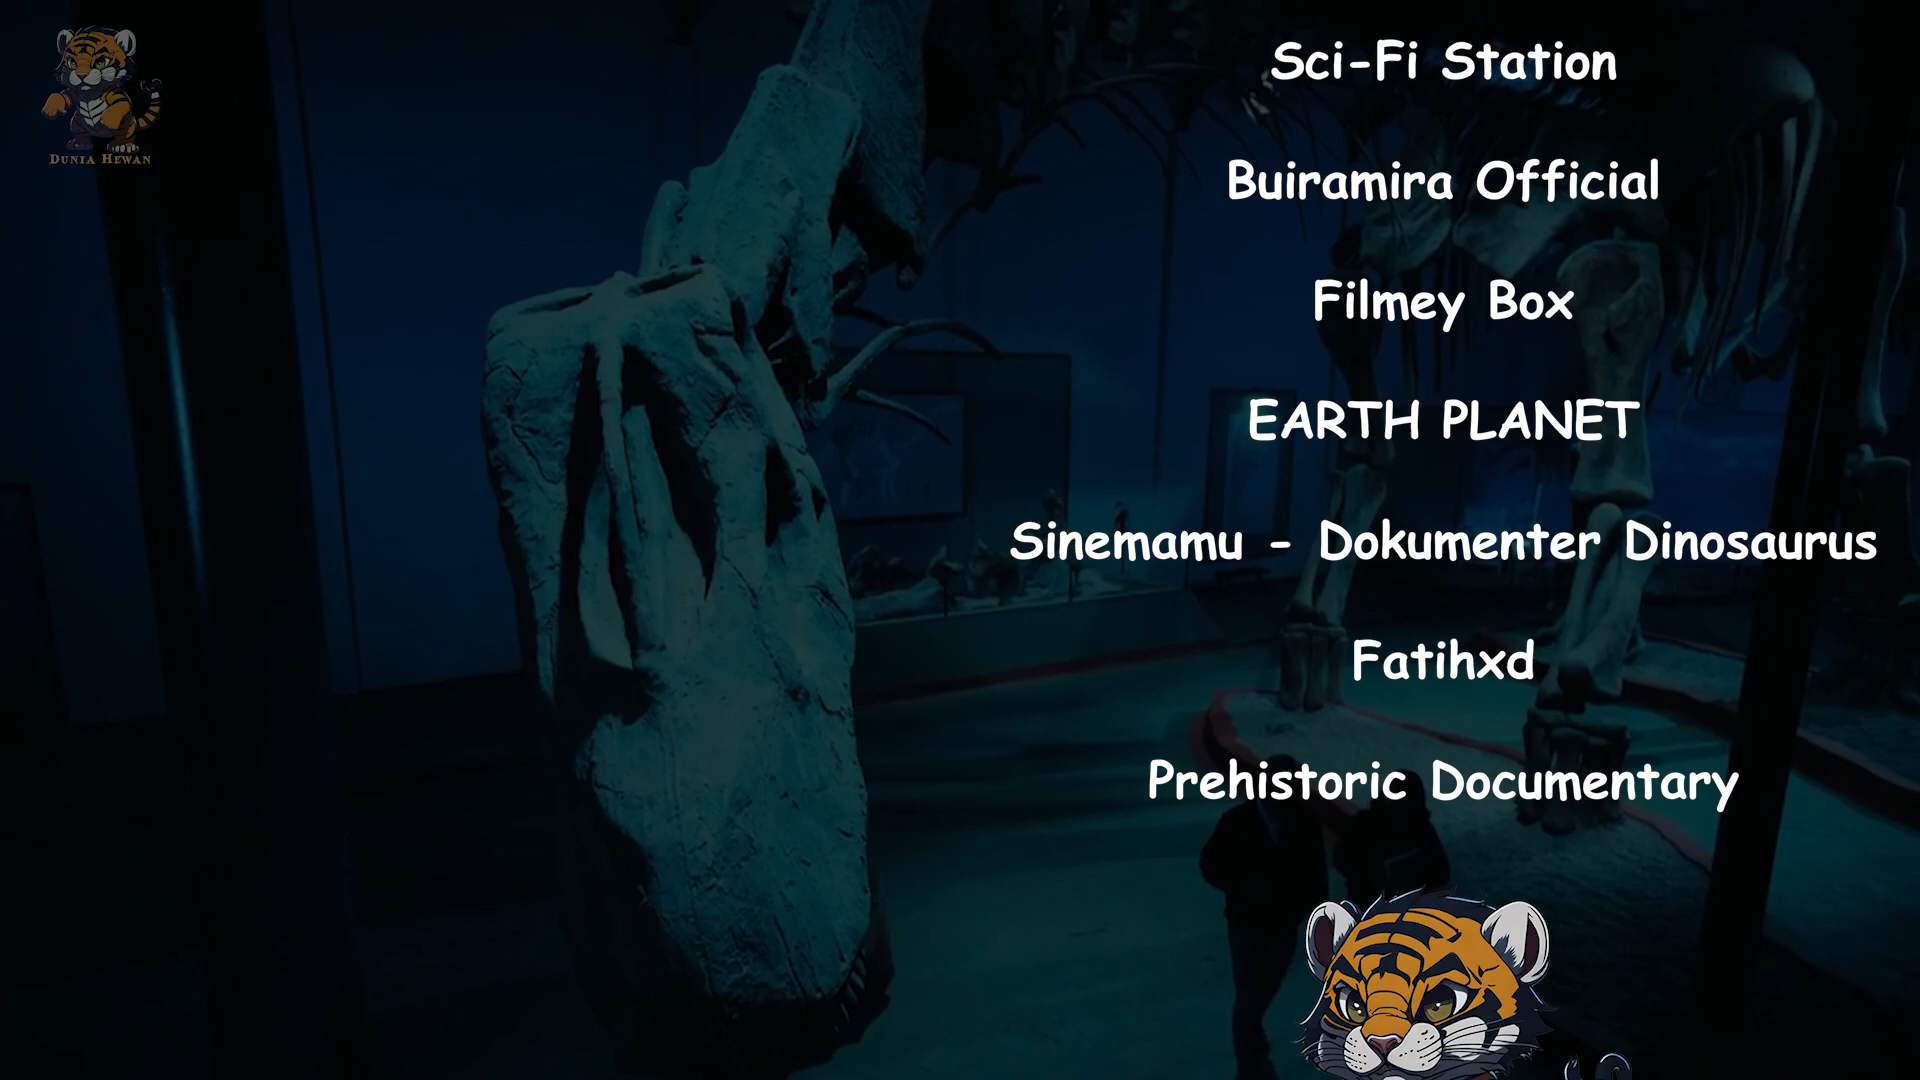 Dunia Hewan
Sci-Fi Station
Buiramira Official
Filmey Box
EARTH PLANET
Sinemamu - Dokumenter Dinosaurus
Fatihxd
Prehistoric Documentary